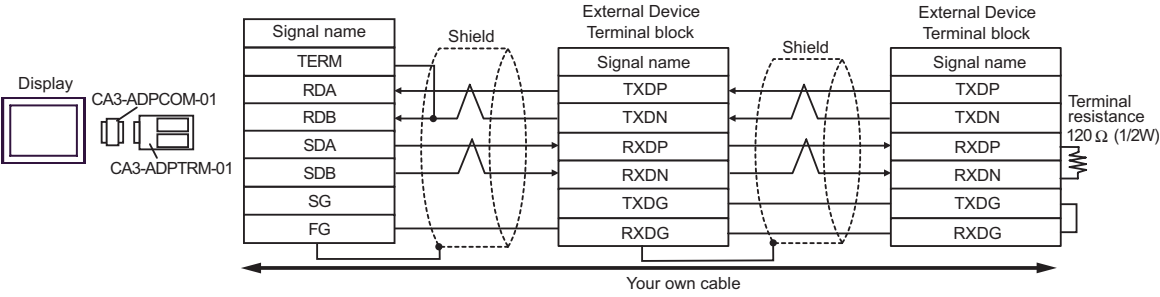 Display
CA3-ADPCOM-01
CA3-ADPTRM-01
Signal name
TERM
RDA
RDB
SDA
SDB
SG
FG
Shield
External Device
Terminal block
Signal name
TXDP
TXDN
RXDP
RXDN
TXDG
RXDG
Shield
External Device
Terminal block
Signal name
TXDP
TXDN
RXDP
RXDN
TXDG
RXDG
Terminal
resistance
120 Ω (1/2W)
Your own cable